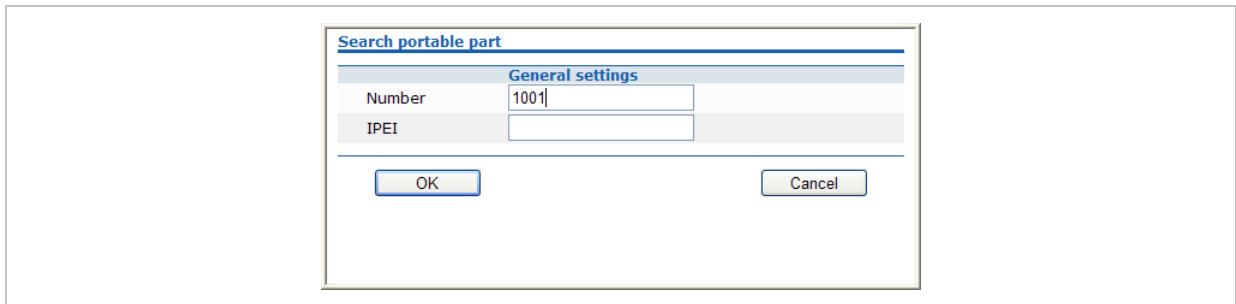 Search portable part
General settings
Number 1001
IPEI
OK Cancel